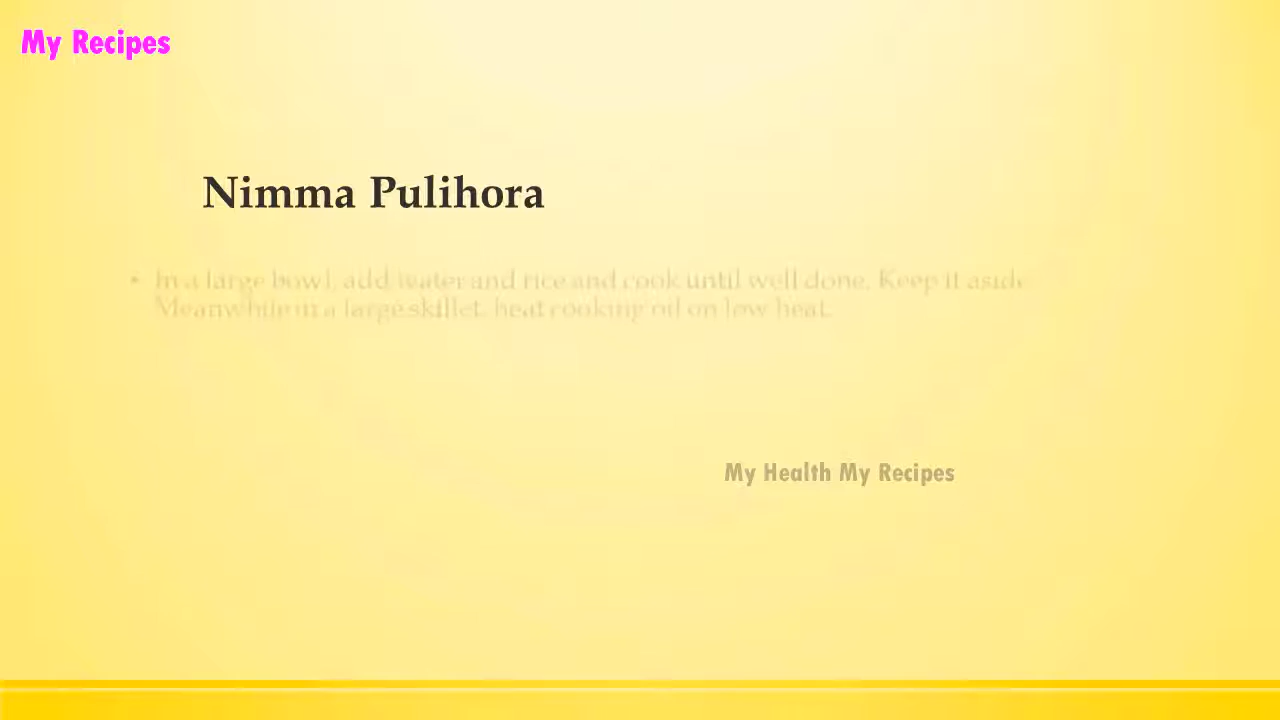 My Recipes
Nimma Pulihora
• In a large bowl, add water and rice and cook until well done. Keep it aside
Meanwhile in a large skillet, heat cooking oil on low heat.
My Health My Recipes